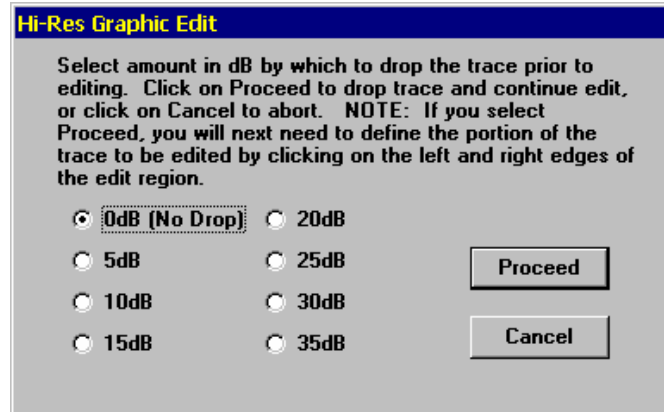 Hi-Res Graphic Edit
Select amount in dB by which to drop the trace prior to
editing.  Click on Proceed to drop trace and continue edit,
or click on Cancel to abort.  NOTE:  If you select
Proceed, you will next need to define the portion of the
trace to be edited by clicking on the left and right edges of
the edit region.
0dB (No Drop) 20dB
5dB 25dB
Proceed
10dB 30dB
15dB 35dB
Cancel